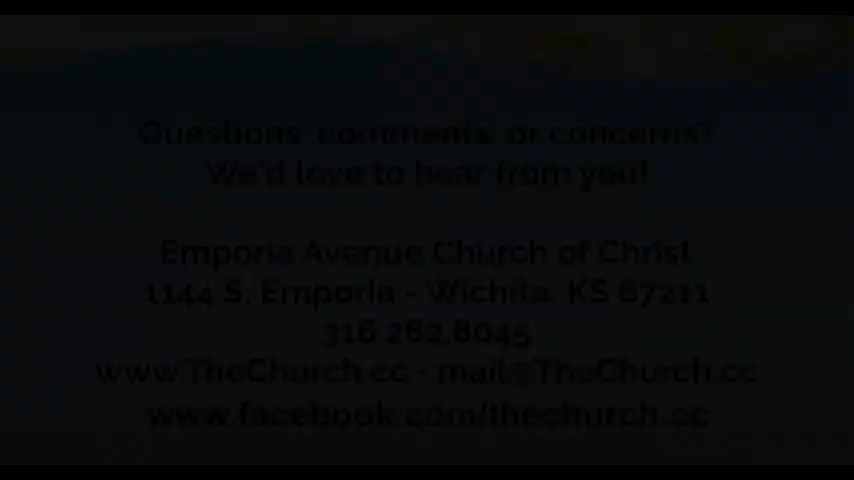 Questions, comments, or concerns?
We'd love to hear from you!
Emporia Avenue Church of Christ
1144 S. Emporia - Wichita, KS 67211
316.262.8045
www.TheChurch.cc - mail@TheChurch.cc
www.facebook.com/thechurch.cc